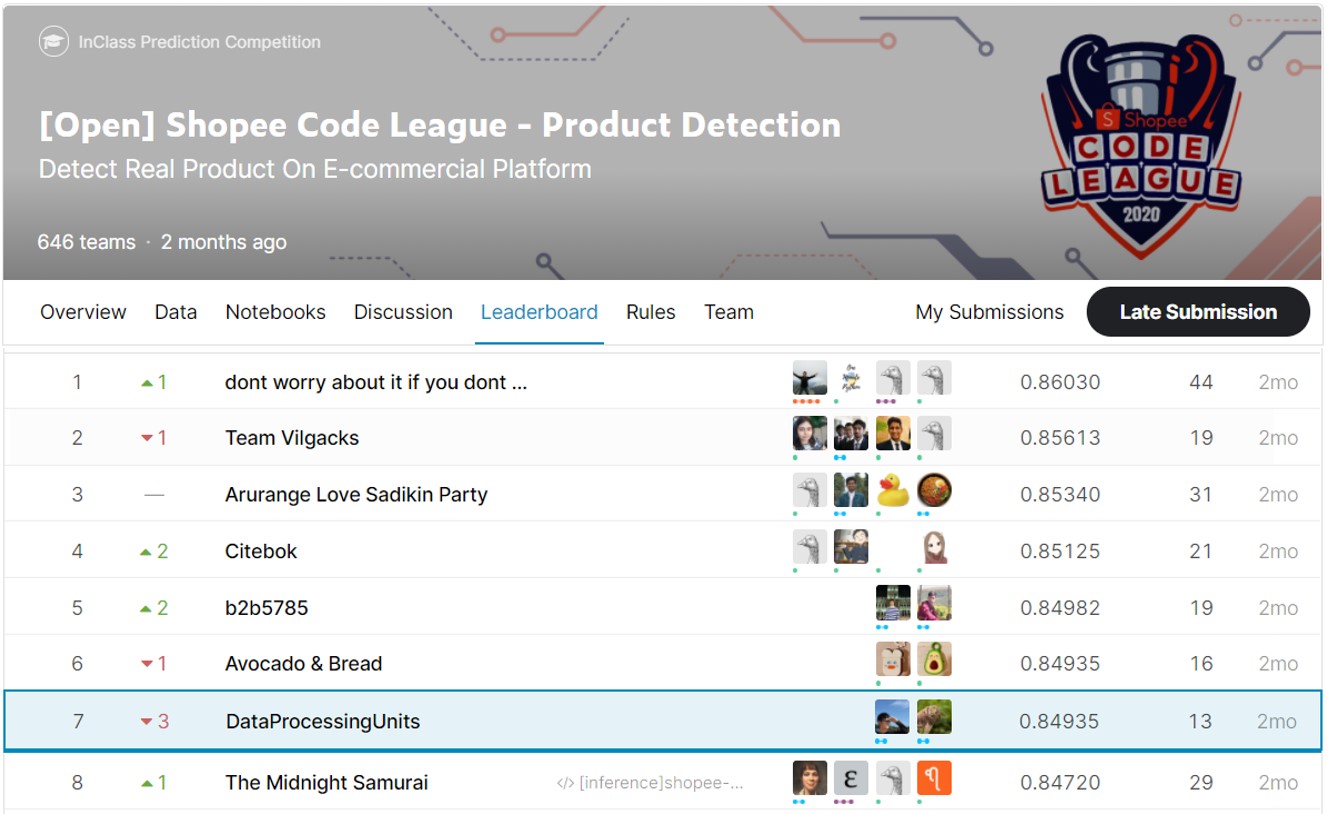 InClass Prediction Competition
[Open] Shopee Code League - Product Detection
Detect Real Product On E-commercial Platform
646 teams · 2 months ago
S Shopee
CODE
LEAGUE
2020
Overview Data Notebooks Discussion Leaderboard Rules Team My Submissions Late Submission
1 ▲1 dont worry about it if you dont ... 0.86030 44 2mo
2 ▼1 Team Vilgacks 0.85613 19 2mo
3 — Arurange Love Sadikin Party 0.85340 31 2mo
4 ▲2 Citebok 0.85125 21 2mo
5 ▲2 b2b5785 0.84982 19 2mo
6 ▼1 Avocado & Bread 0.84935 16 2mo
7 ▼3 DataProcessingUnits 0.84935 13 2mo
8 ▲1 The Midnight Samurai </> [inference]shopee-... ε 0.84720 29 2mo